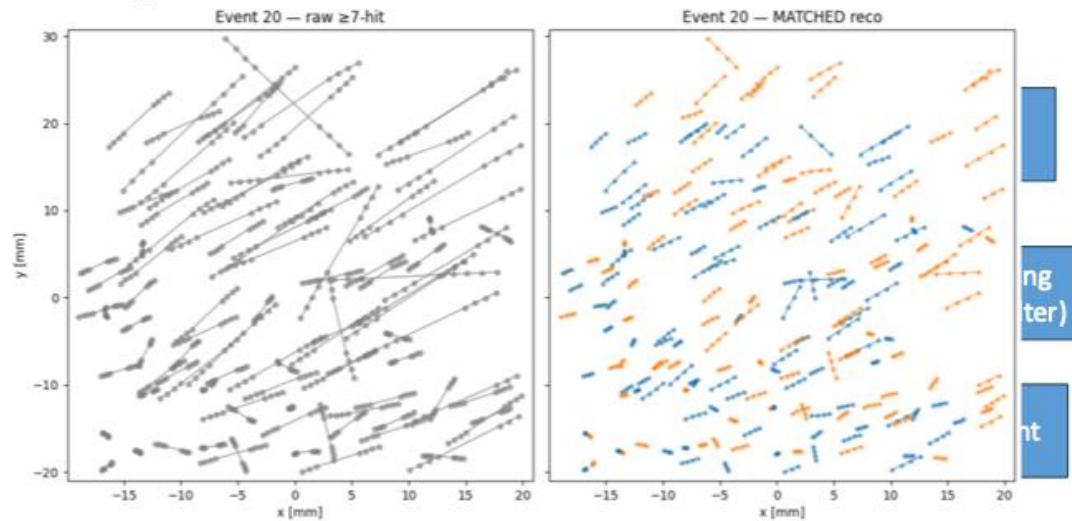 Event 20 — raw ≥7-hit
Event 20 — MATCHED reco
30
20
10
0
−10
−20
y [mm]
−15 −10 −5 0 5 10 15 20
x [mm]
−15 −10 −5 0 5 10 15 20
x [mm]
ng
ter)
nt